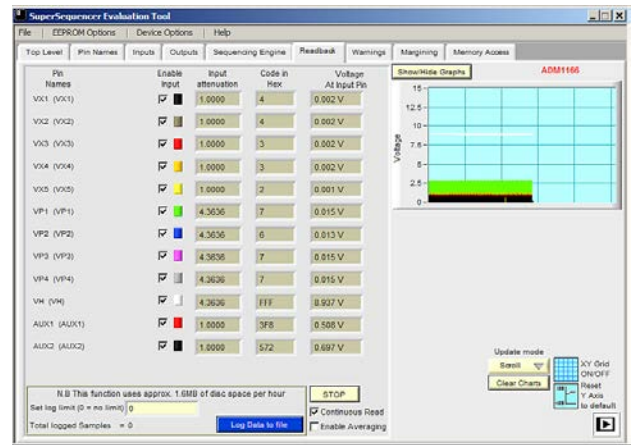 SuperSequencer Evaluation Tool
File EEPROM Options Device Options Help
Top Level Pin Names Inputs Outputs Sequencing Engine Readback Warnings Margining Memory Access
Pin Names Enable Input Input attenuation Code in Hex Voltage At Input Pin
VX1 (VX1) 1.0000 4 0.002 V
VX2 (VX2) 1.0000 4 0.002 V
VX3 (VX3) 1.0000 3 0.002 V
VX4 (VX4) 1.0000 3 0.002 V
VX5 (VX5) 1.0000 2 0.001 V
VP1 (VP1) 4.3636 7 0.015 V
VP2 (VP2) 4.3636 6 0.013 V
VP3 (VP3) 4.3636 7 0.015 V
VP4 (VP4) 4.3636 7 0.015 V
VH (VH) 4.3636 FFF 8.937 V
AUX1 (AUX1) 1.0000 3F8 0.508 V
AUX2 (AUX2) 1.0000 572 0.697 V
N.B This function uses approx. 1.6MB of disc space per hour
Set log limit (0 = no limit) 0
Total logged Samples = 0
Log Data to file
STOP
Continuous Read
Enable Averaging
Show/Hide Graphs
ADM1166
Voltage
15
12.5
10
7.5
5
2.5
0
Update mode
Scroll
Clear Charts
XY Grid
ON/OFF
Reset
Y Axis
to default